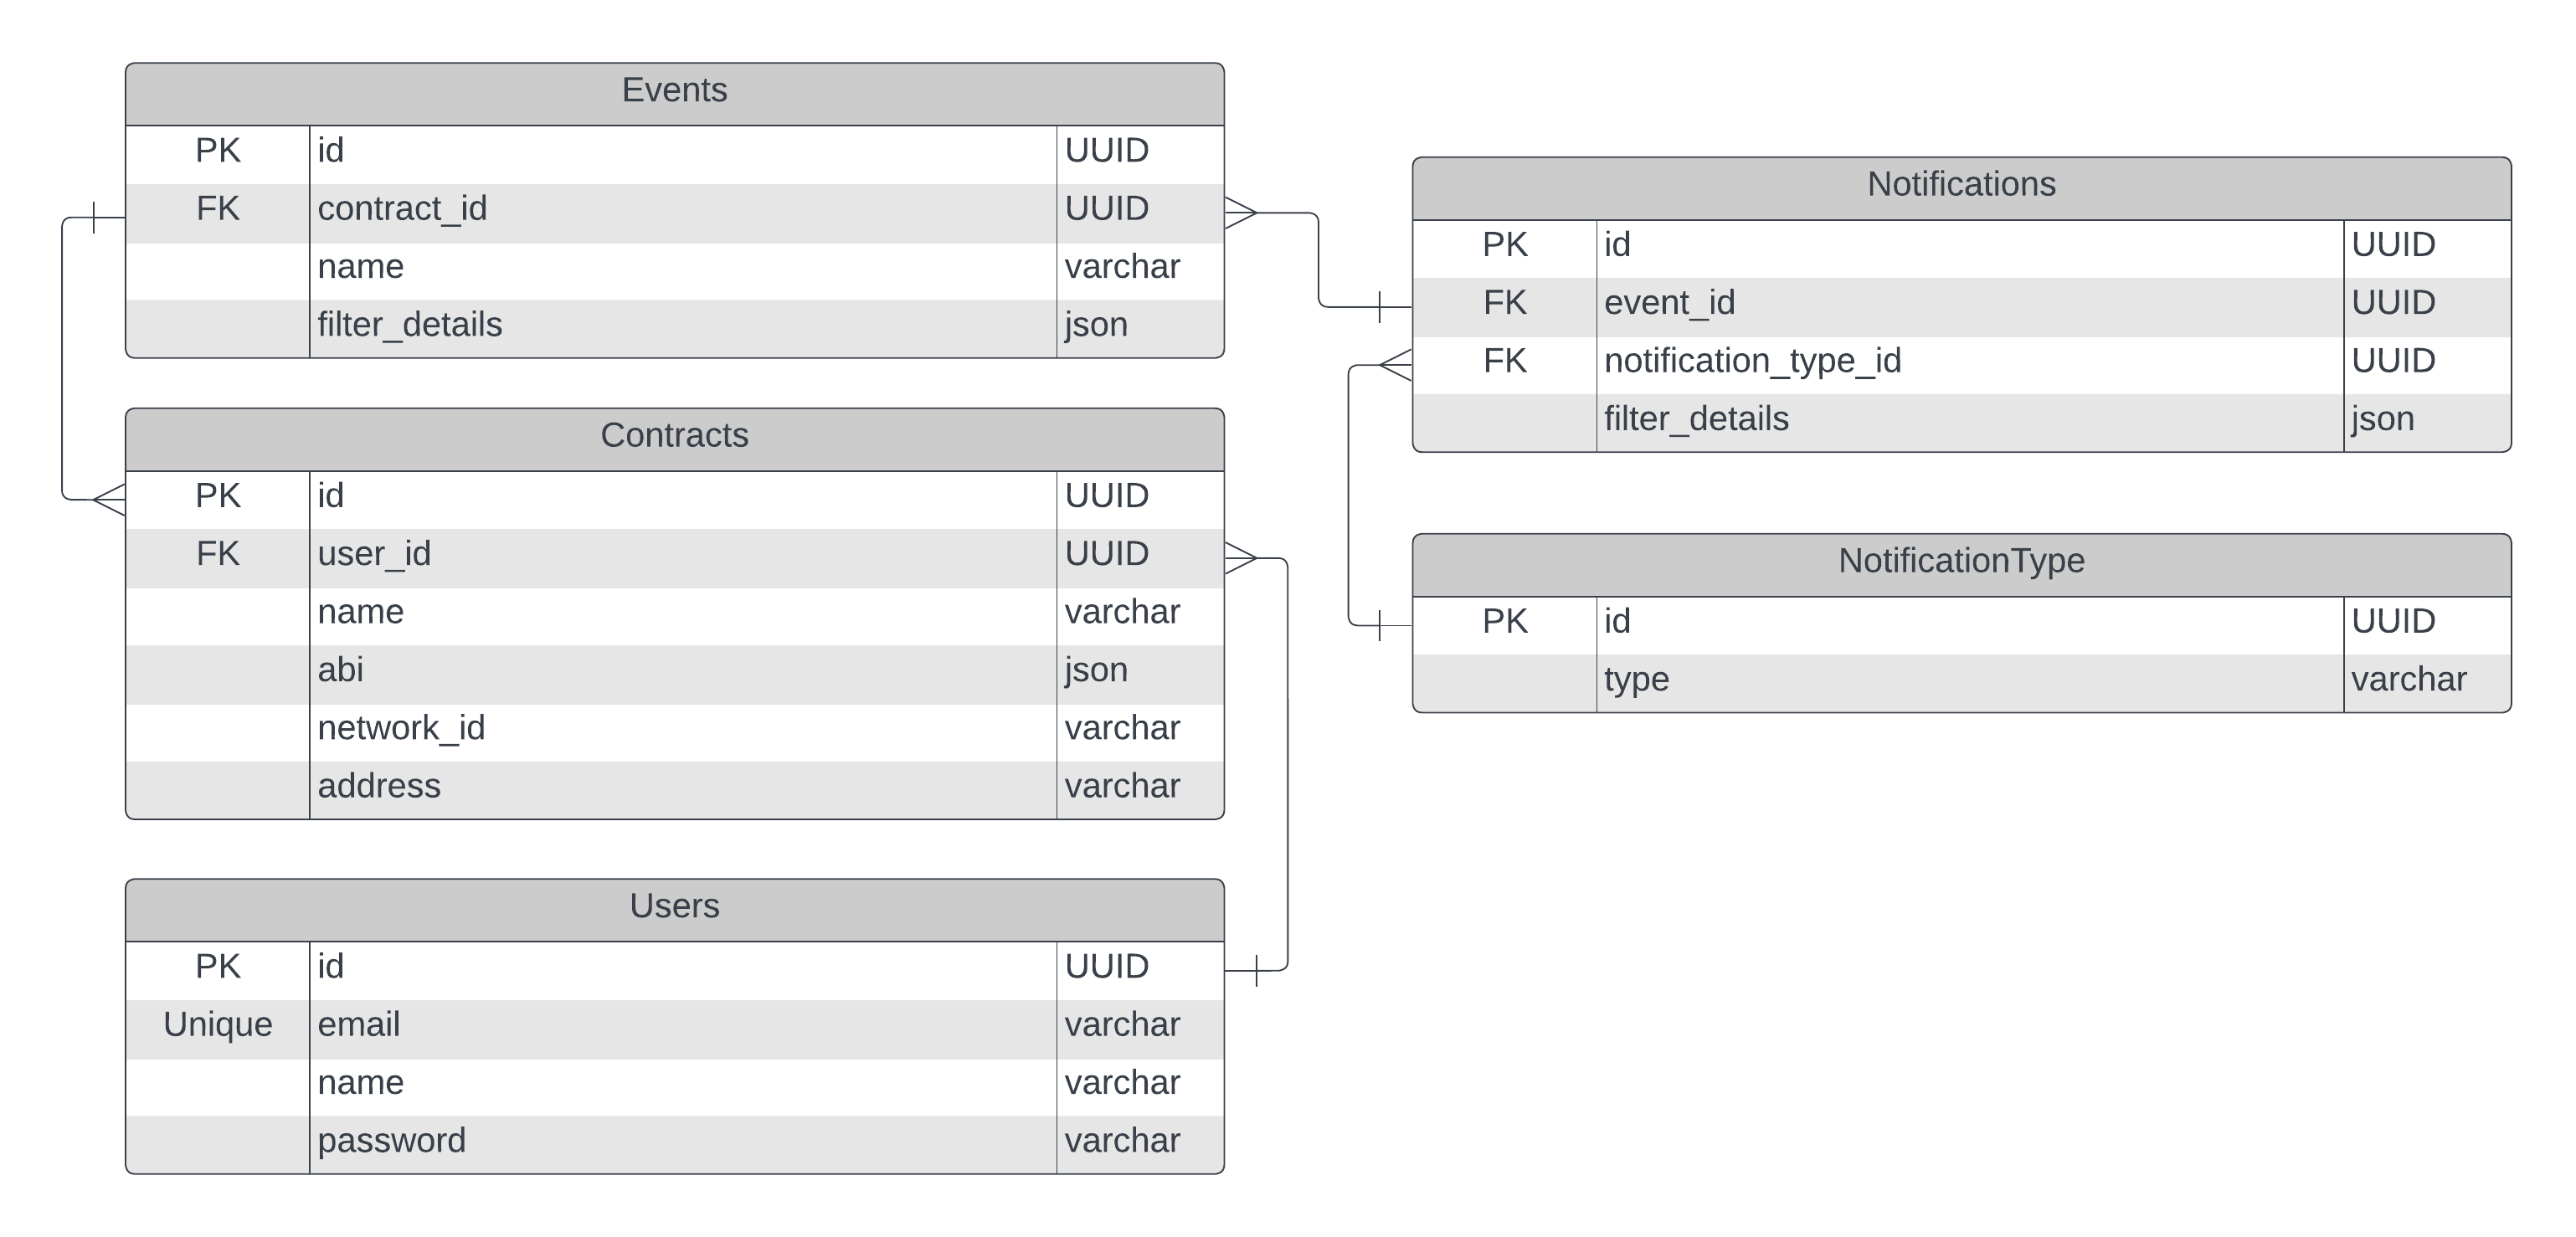 Events
PK id UUID
FK contract_id UUID
name varchar
filter_details json
Contracts
PK id UUID
FK user_id UUID
name varchar
abi json
network_id varchar
address varchar
Users
PK id UUID
Unique email varchar
name varchar
password varchar
Notifications
PK id UUID
FK event_id UUID
FK notification_type_id UUID
filter_details json
NotificationType
PK id UUID
type varchar